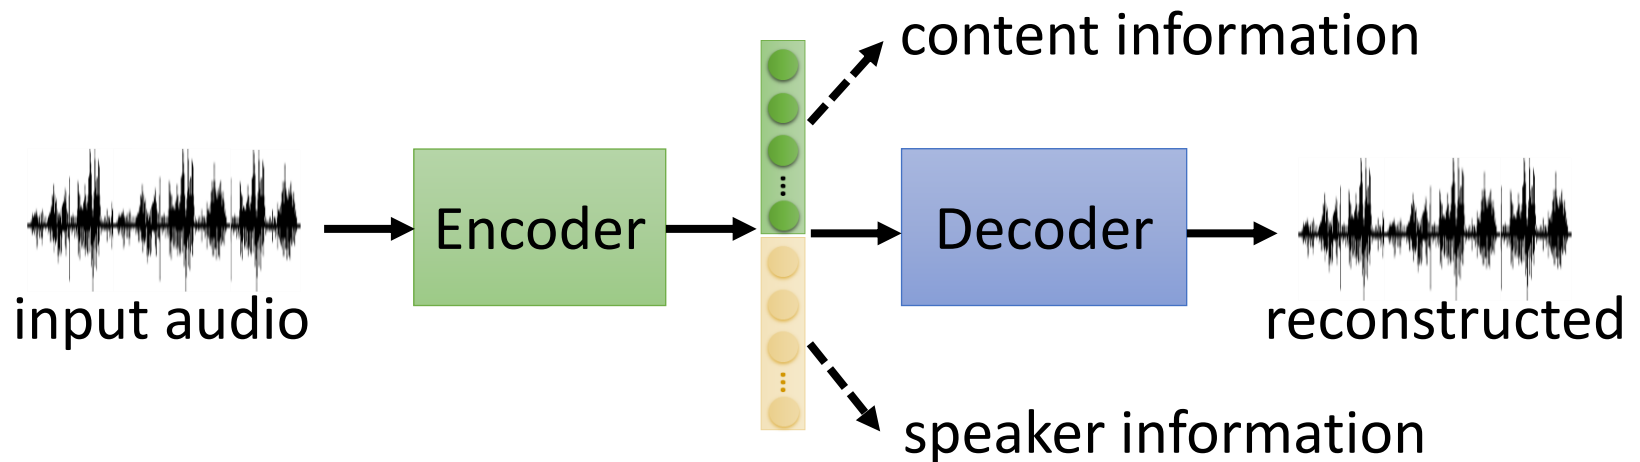 content information
Encoder
Decoder
input audio
reconstructed
speaker information